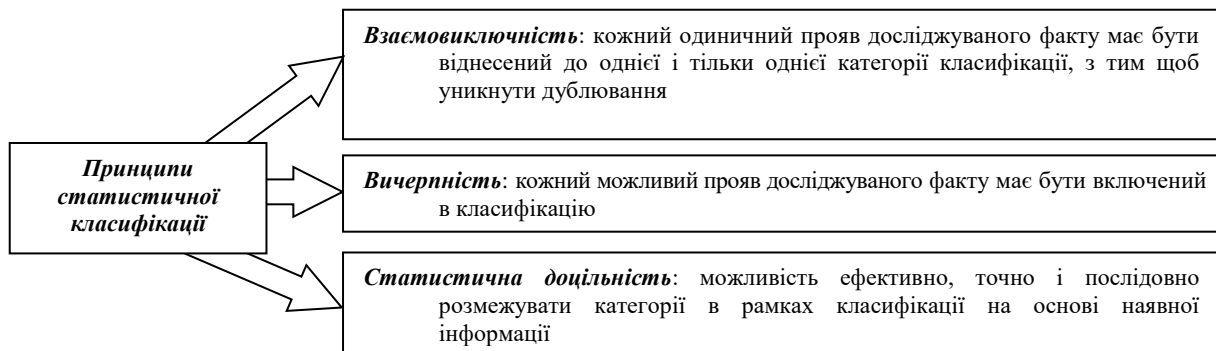 Взаємовиключність: кожний одиничний прояв досліджуваного факту має бути
віднесений до однієї і тільки однієї категорії класифікації, з тим щоб
уникнути дублювання
Принципи
статистичної
класифікації
Вичерпність: кожний можливий прояв досліджуваного факту має бути включений
в класифікацію
Статистична доцільність: можливість ефективно, точно і послідовно
розмежувати категорії в рамках класифікації на основі наявної
інформації